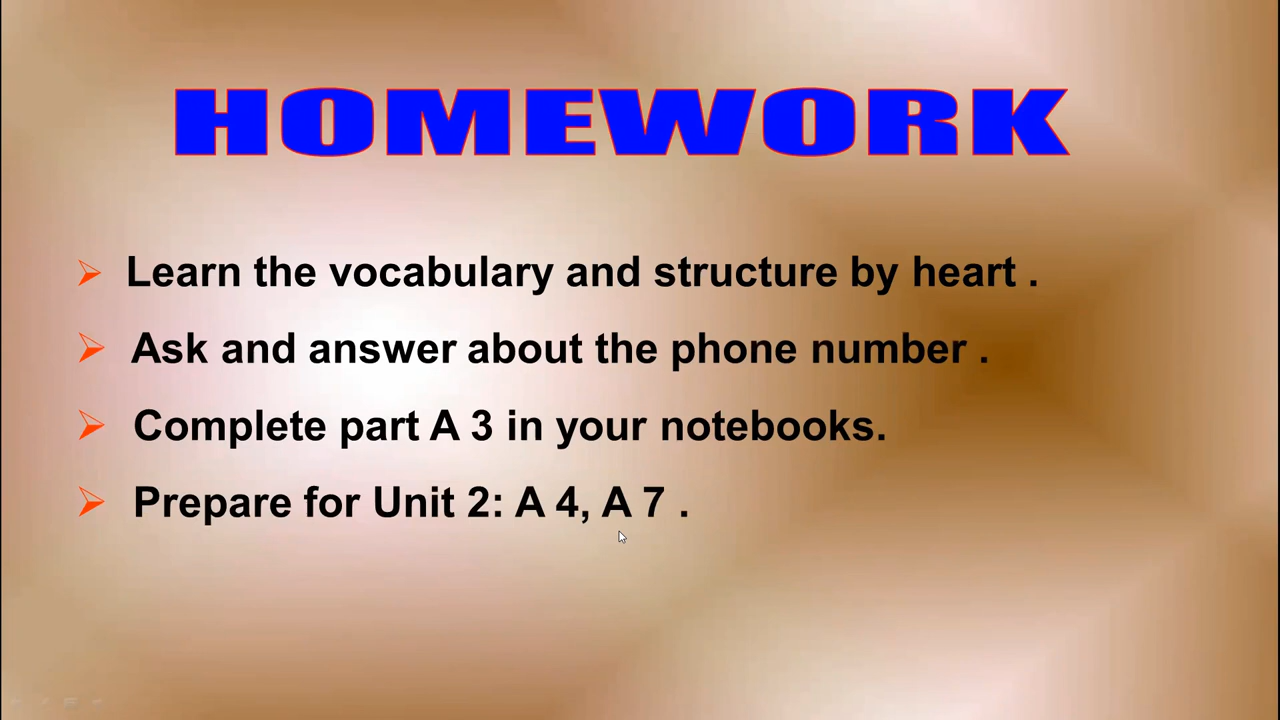 HOMEWORK
Learn the vocabulary and structure by heart .
Ask and answer about the phone number .
Complete part A 3 in your notebooks.
Prepare for Unit 2: A 4, A 7 .